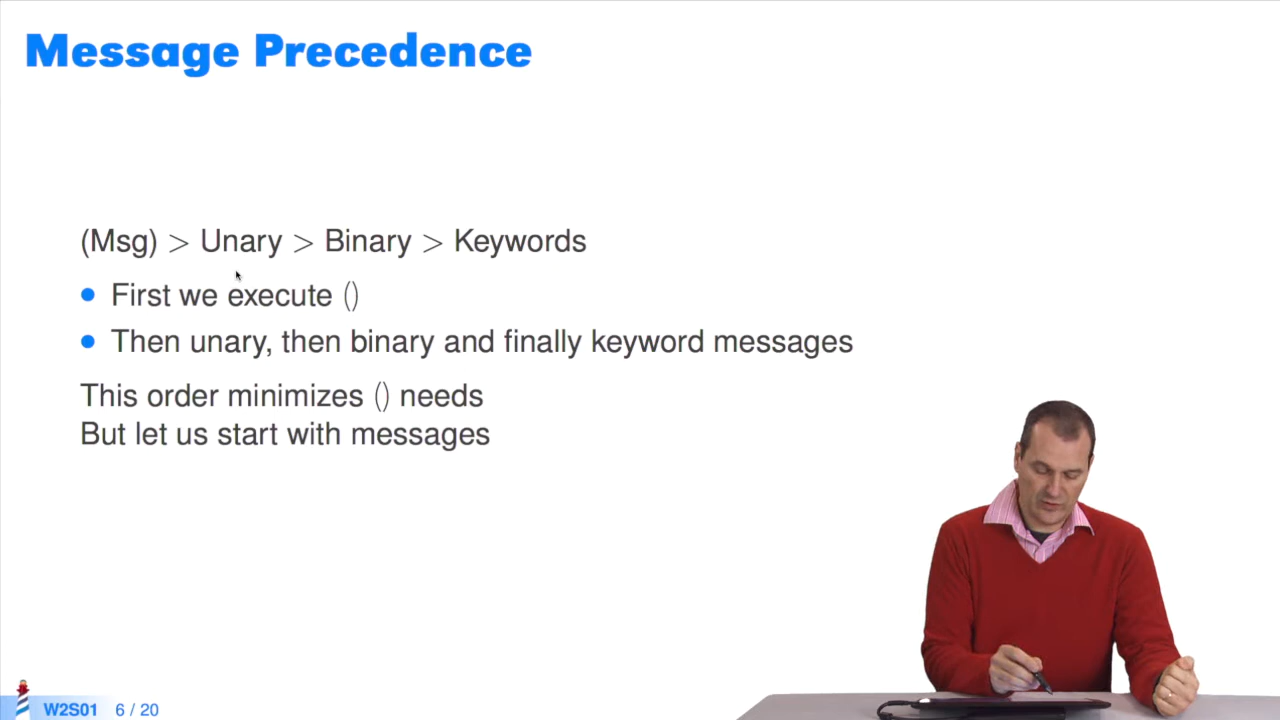 Message Precedence
(Msg) > Unary > Binary > Keywords
First we execute ()
Then unary, then binary and finally keyword messages
This order minimizes () needs
But let us start with messages
W2S01 6 / 20